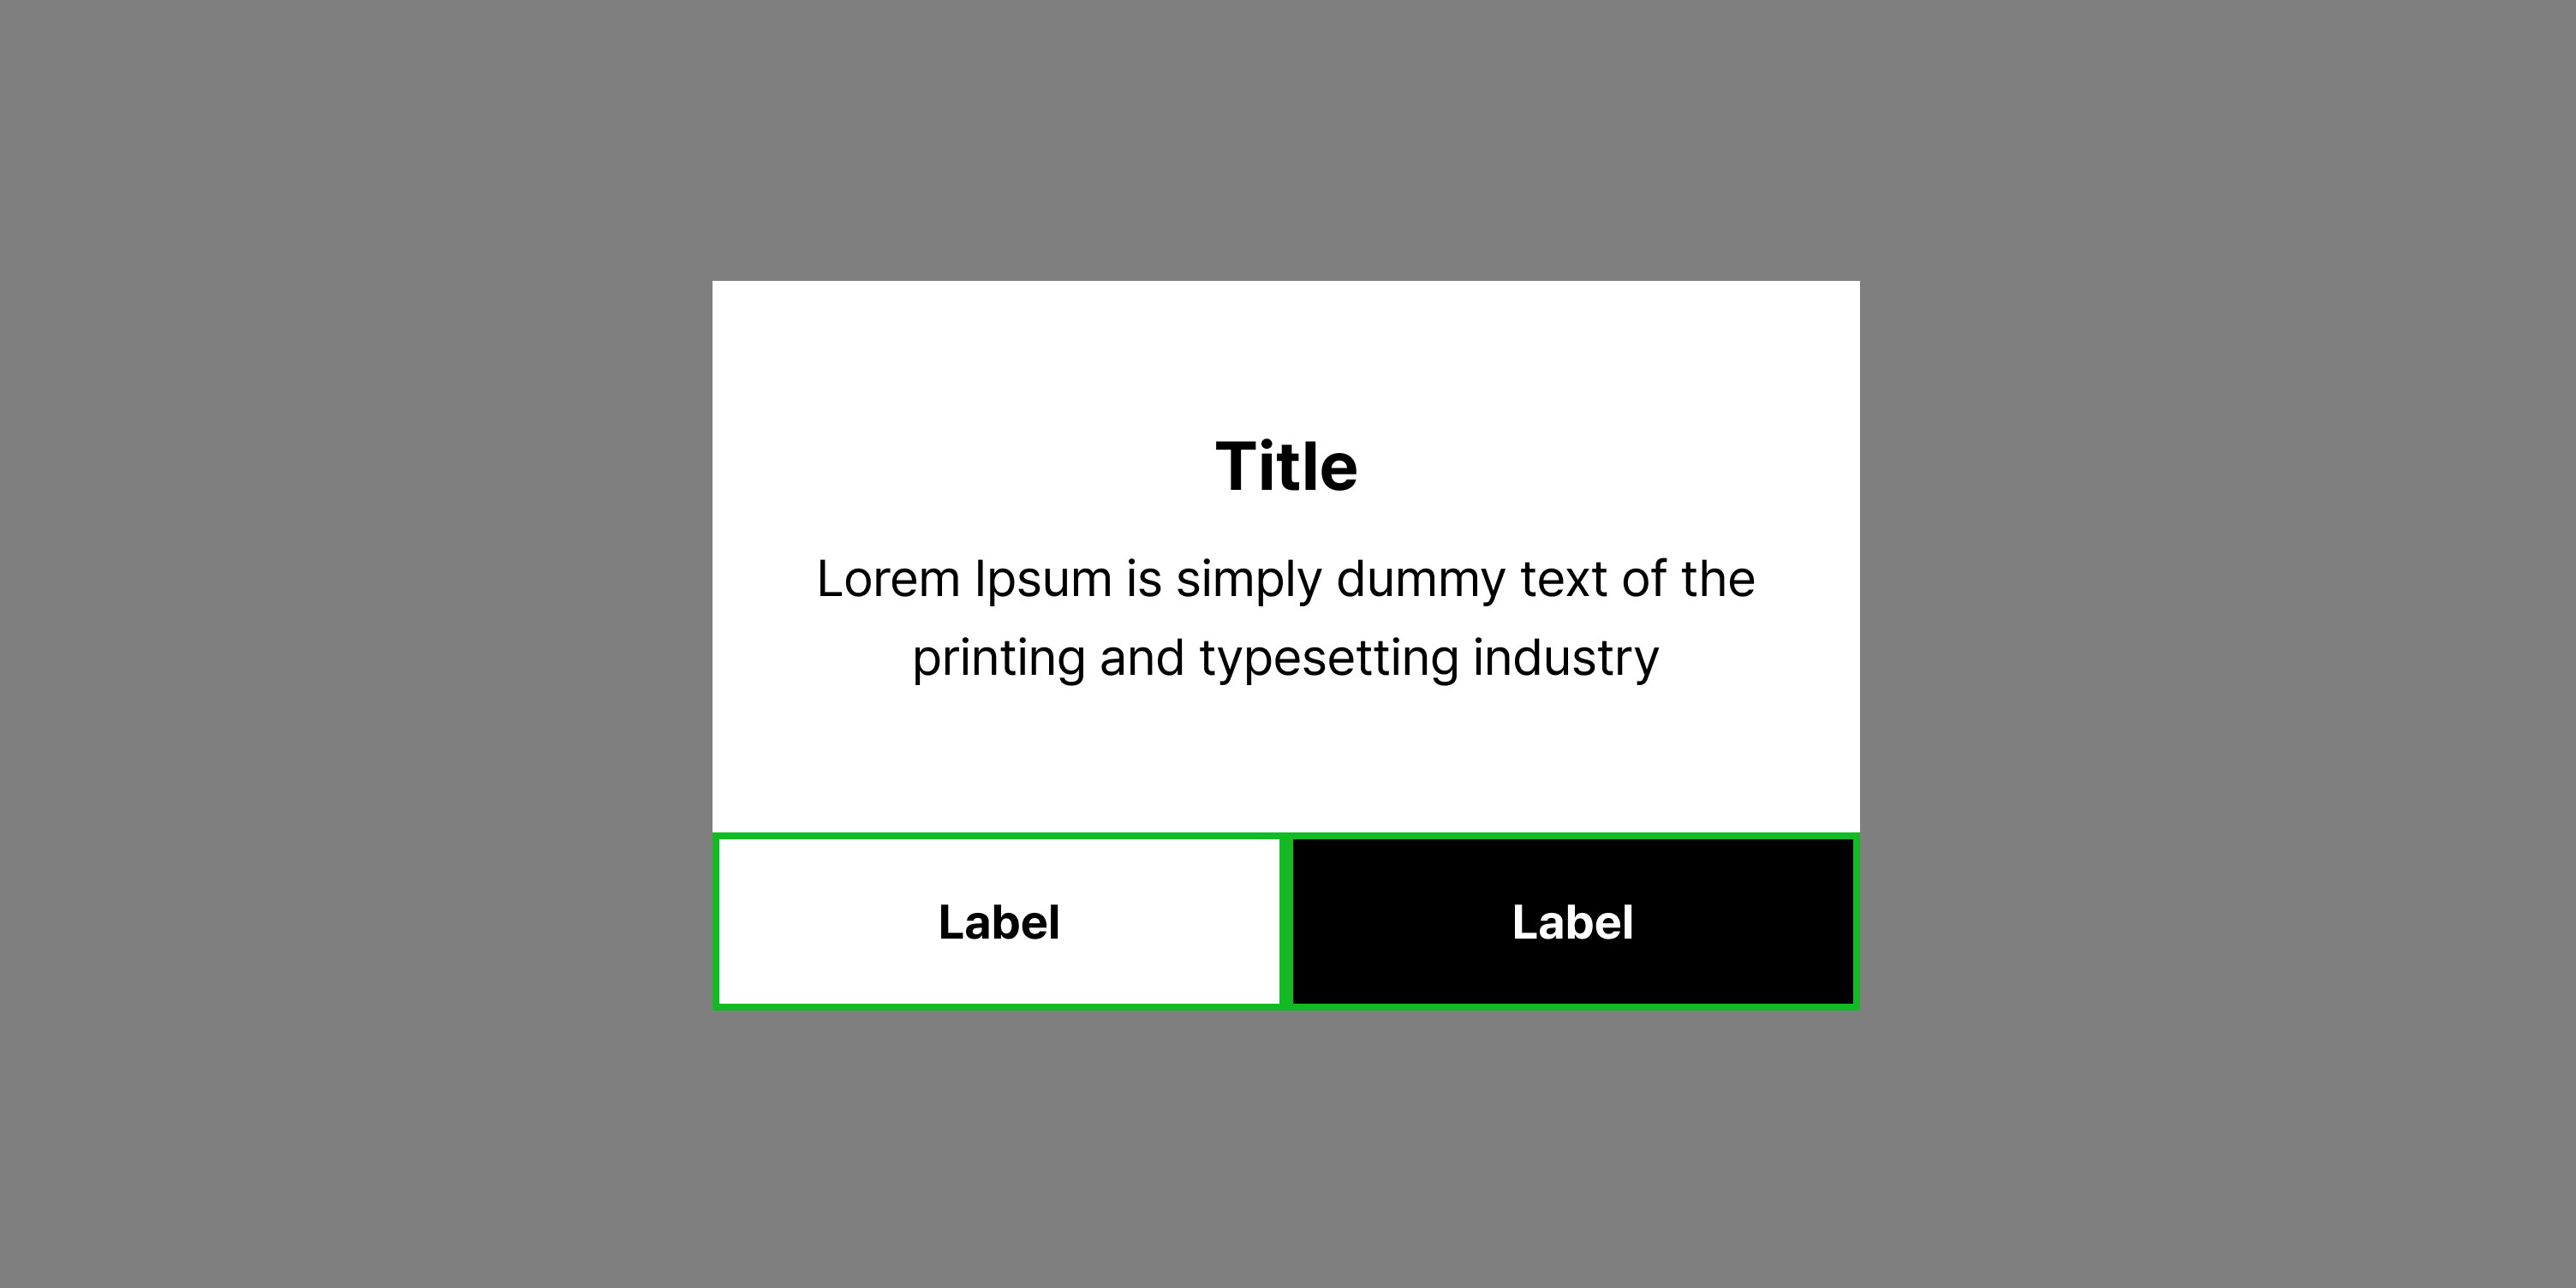 Title
Lorem Ipsum is simply dummy text of the
printing and typesetting industry
Label
Label